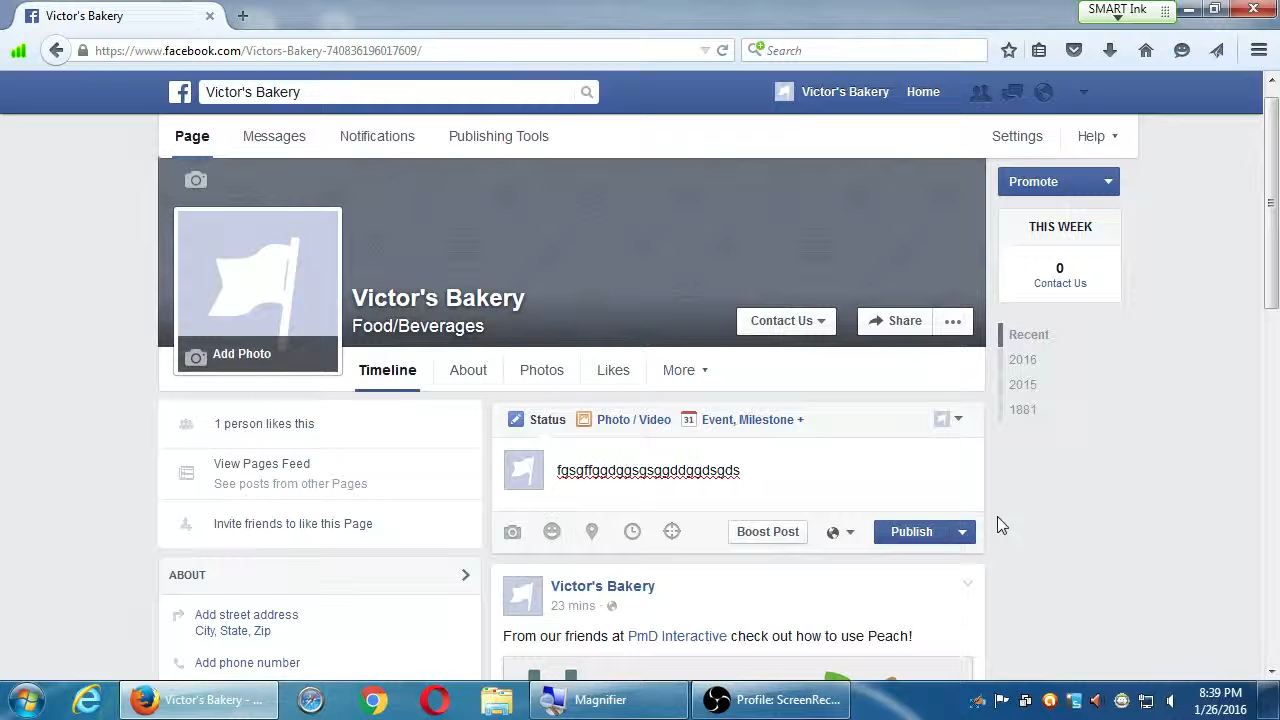 Victor's Bakery
SMART Ink
https://www.facebook.com/Victors-Bakery-740836196017609/
Search
Victor's Bakery
Victor's Bakery Home
Page Messages Notifications Publishing Tools Settings Help
Promote
THIS WEEK
0
Contact Us
Victor's Bakery
Food/Beverages
Contact Us Share
Add Photo
Recent
2016
2015
1881
Timeline About Photos Likes More
1 person likes this
View Pages Feed
See posts from other Pages
Invite friends to like this Page
Status Photo / Video 31 Event, Milestone +
fgsgffggdggsgsggddggdsgds
Boost Post Publish
ABOUT
Add street address
City, State, Zip
Add phone number
Victor's Bakery
23 mins ·
From our friends at PmD Interactive check out how to use Peach!
Victor's Bakery - ...
Magnifier
Profile: ScreenRec...
8:39 PM
1/26/2016